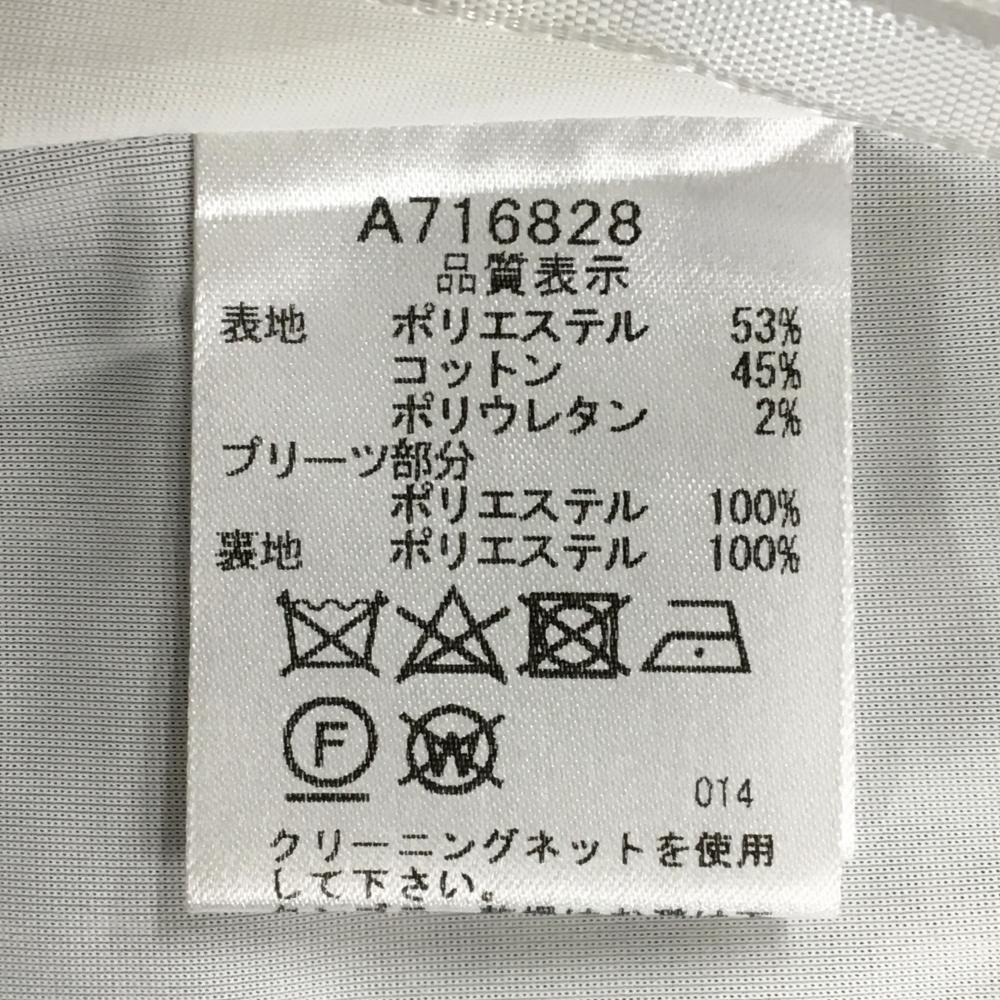 A716828
品質表示
表地 ポリエステル 53%
コットン 45%
ポリウレタン 2%
プリーツ部分
ポリエステル 100%
裏地 ポリエステル 100%
F W
014
クリーニングネットを使用
して下さい。